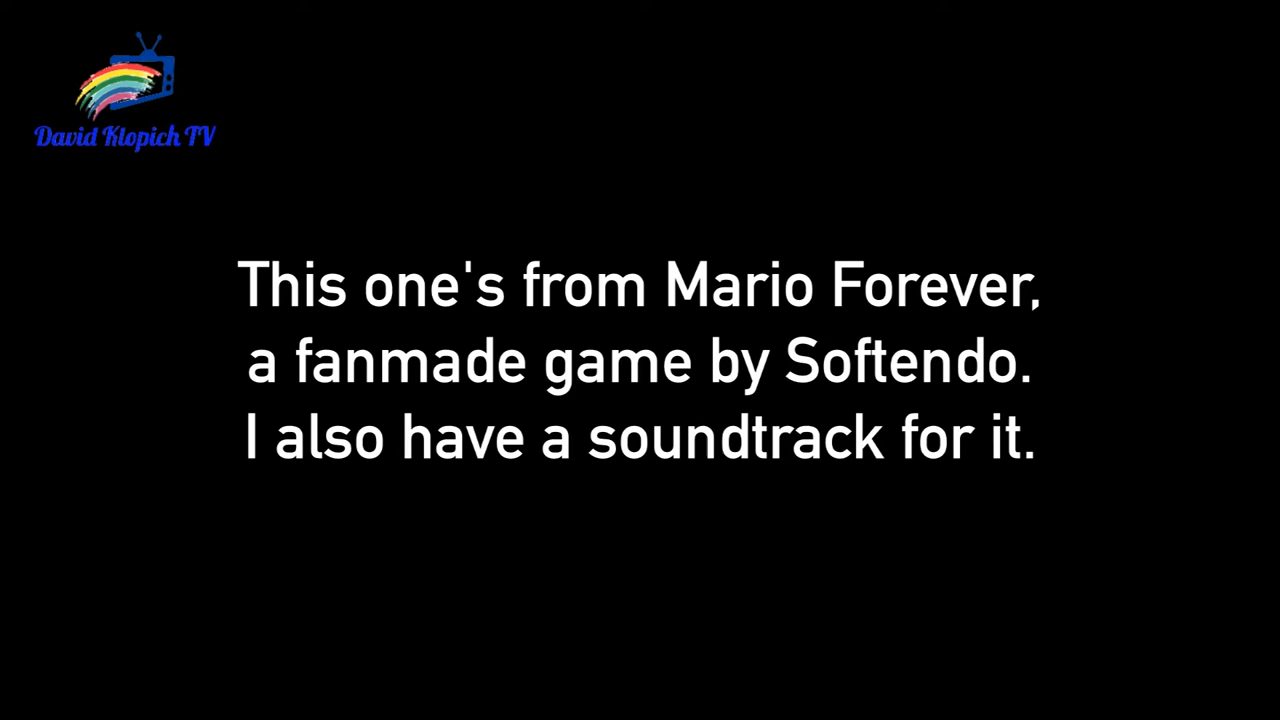 David Klopich TV
This one's from Mario Forever,
a fanmade game by Softendo.
I also have a soundtrack for it.